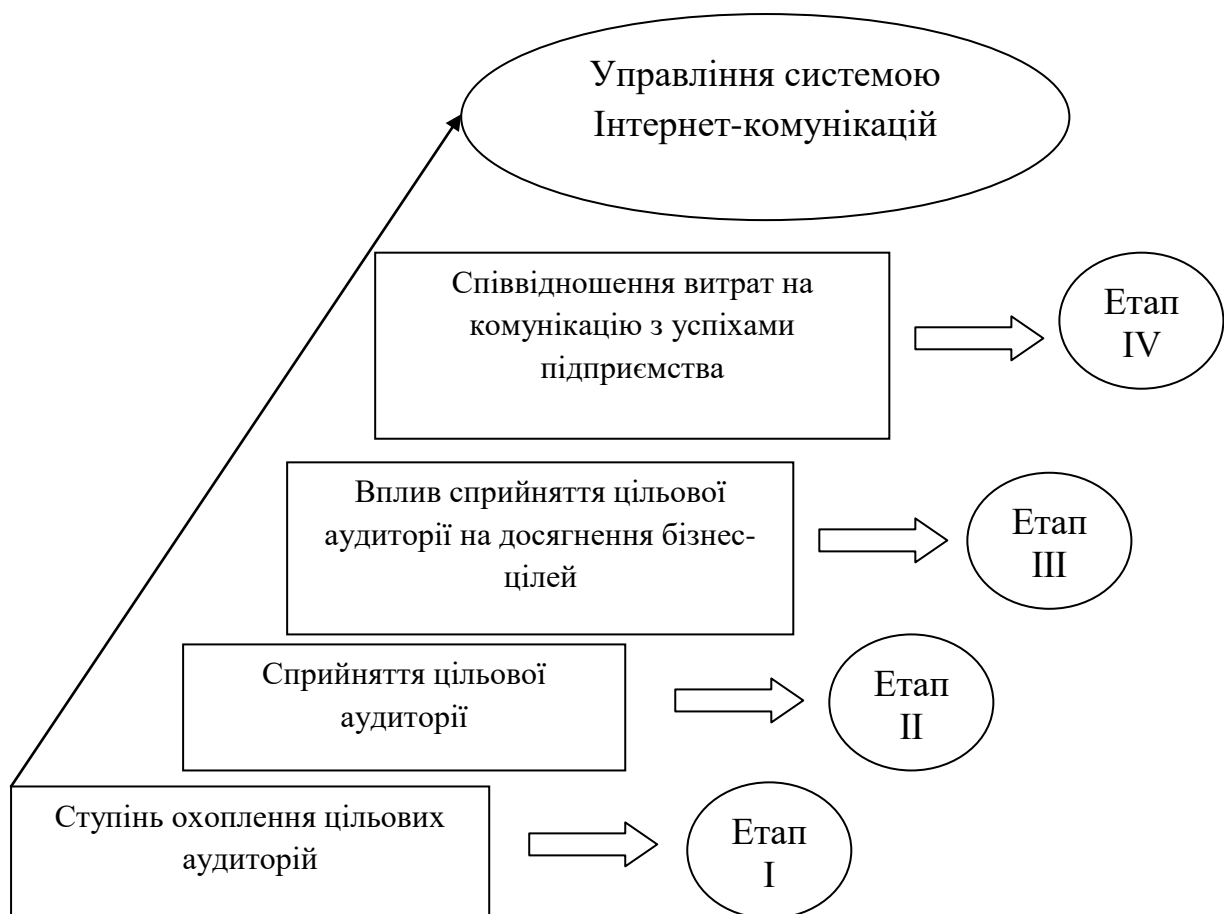 Управління системою
Інтернет-комунікацій
Співвідношення витрат на
комунікацію з успіхами
підприємства
Етап
IV
Вплив сприйняття цільової
аудиторії на досягнення бізнес-
цілей
Етап
III
Сприйняття цільової
аудиторії
Етап
II
Ступінь охоплення цільових
аудиторій
Етап
I